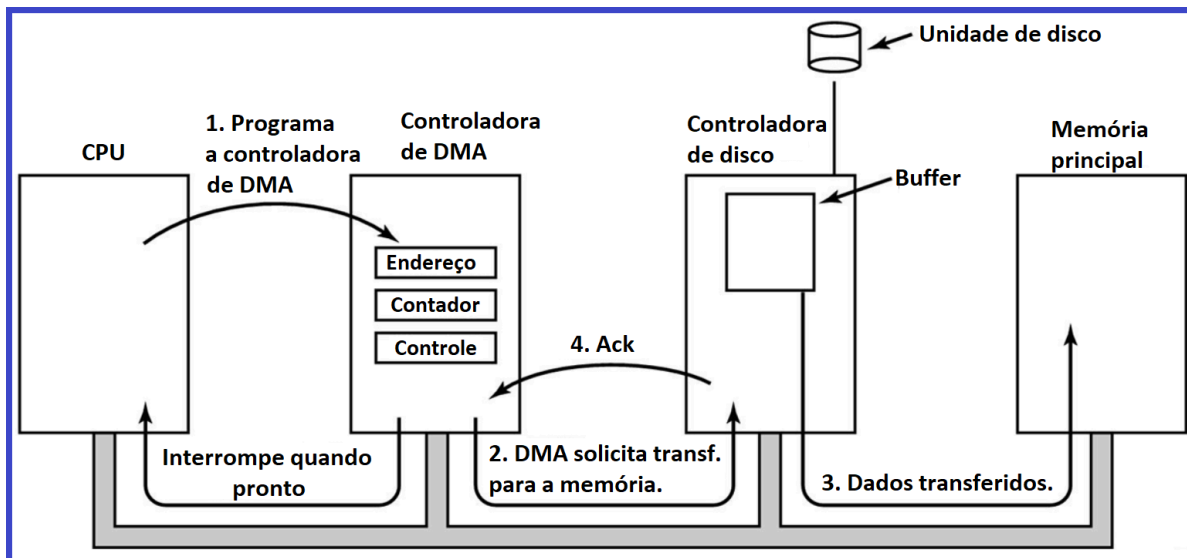 Unidade de disco
1. Programa
a controladora
de DMA
Controladora
de DMA
Controladora
de disco
Memória
principal
CPU
Buffer
Endereço
Contador
Controle
4. Ack
Interrompe quando
pronto
2. DMA solicita transf.
para a memória.
3. Dados transferidos.